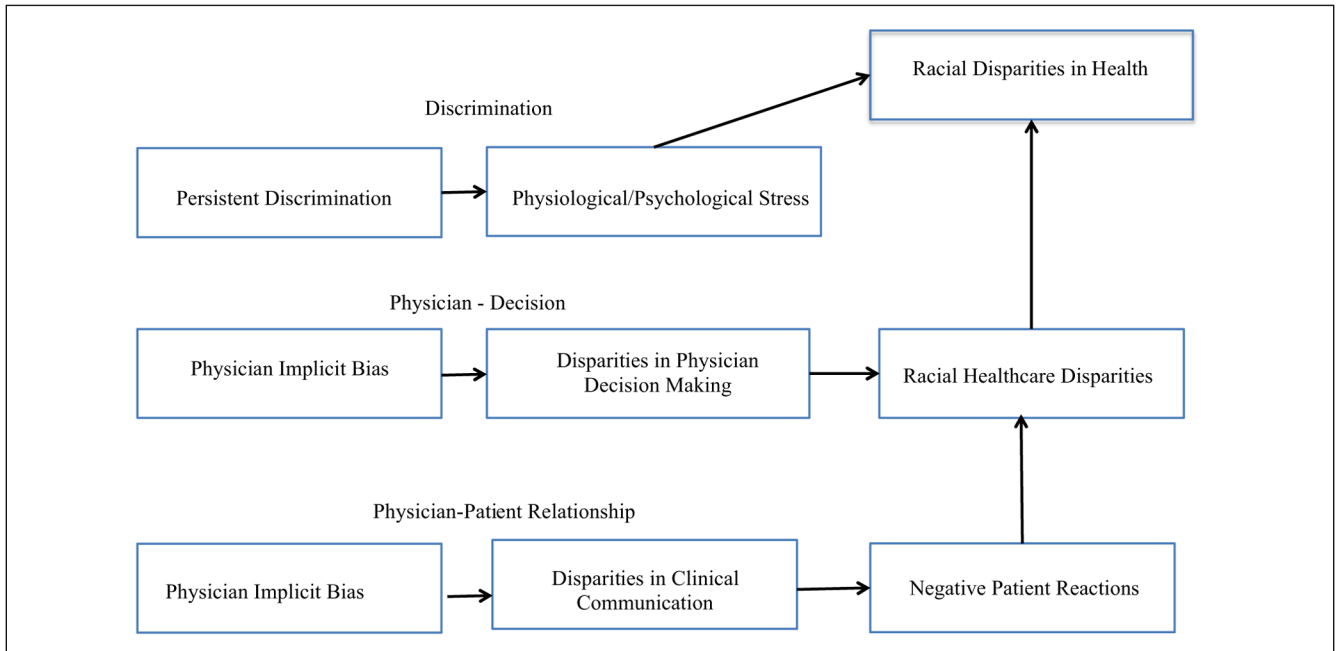 Racial Disparities in Health
Discrimination
Persistent Discrimination
Physiological/Psychological Stress
Physician - Decision
Physician Implicit Bias
Disparities in Physician
Decision Making
Racial Healthcare Disparities
Physician-Patient Relationship
Physician Implicit Bias
Disparities in Clinical
Communication
Negative Patient Reactions